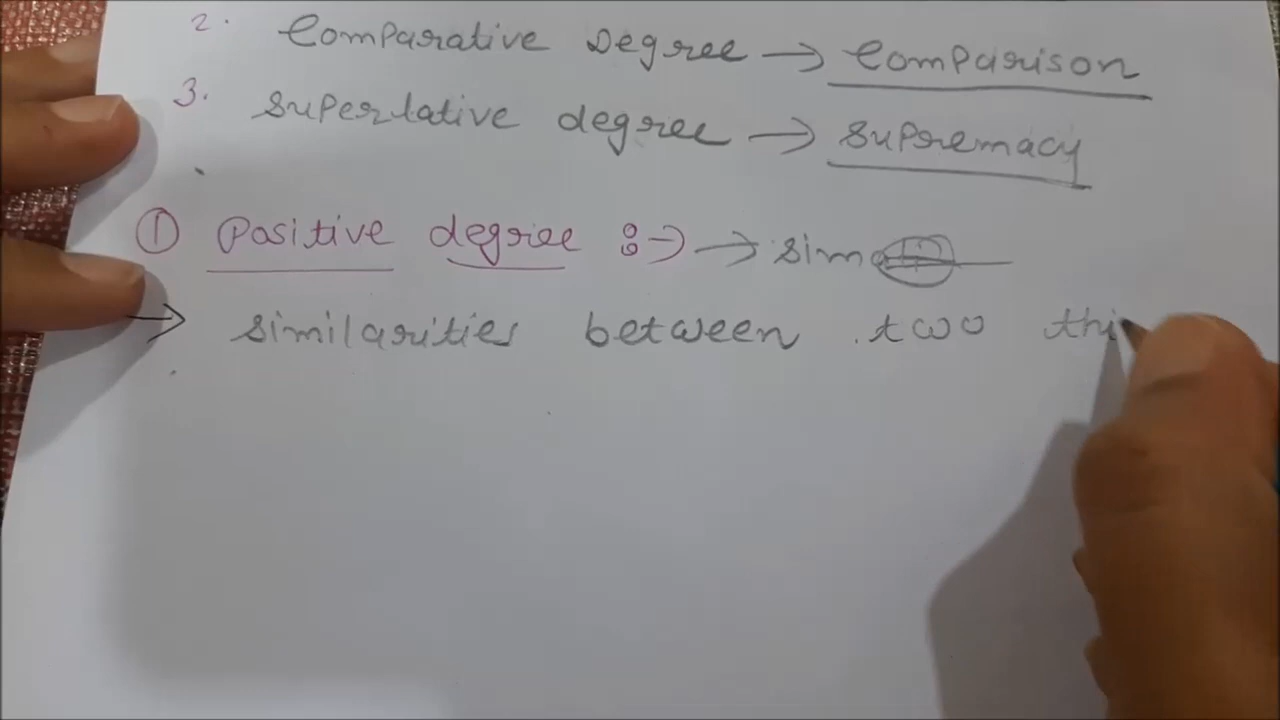 2. Comparative Degree → Comparison
3. Superlative degree → Supremacy
① Positive degree :-) → sim
→ similarities between two thi